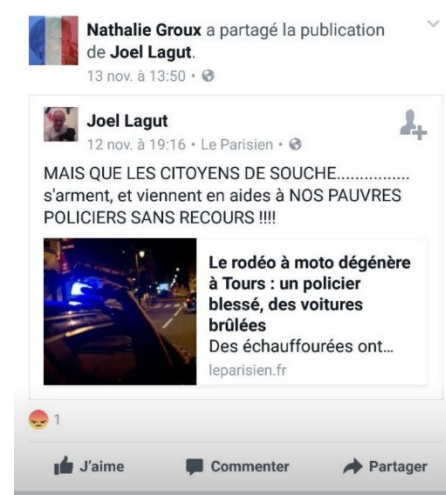 Nathalie Groux a partagé la publication
de Joel Lagut.
13 nov. à 13:50 •
Joel Lagut
12 nov. à 19:16 • Le Parisien •
MAIS QUE LES CITOYENS DE SOUCHE................
s'arment, et viennent en aides à NOS PAUVRES
POLICIERS SANS RECOURS !!!!
Le rodéo à moto dégénère
à Tours : un policier
blessé, des voitures
brûlées
Des échauffourées ont...
leparisien.fr
1
J'aime
Commenter
Partager